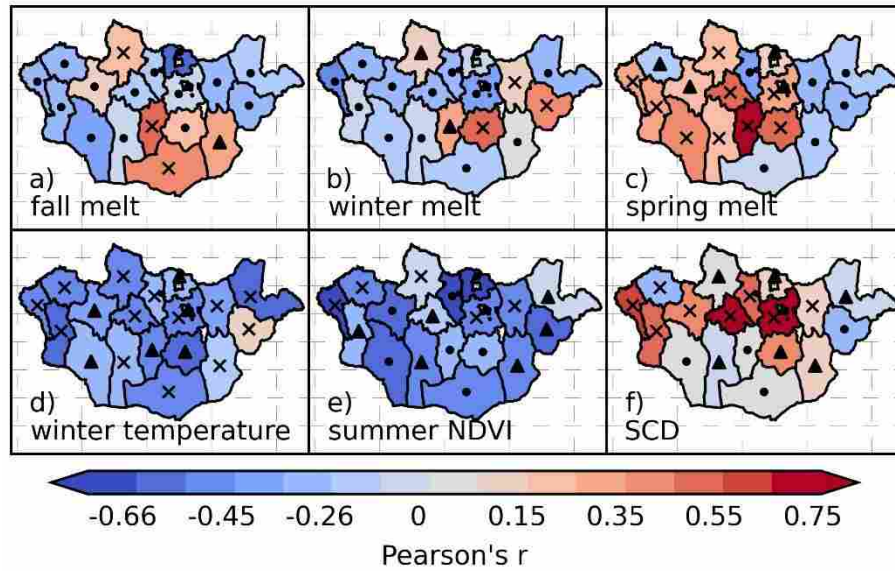 a)
fall melt
b)
winter melt
c)
spring melt
d)
winter temperature
e)
summer NDVI
f)
SCD
-0.66 -0.45 -0.26 0 0.15 0.35 0.55 0.75
Pearson's r